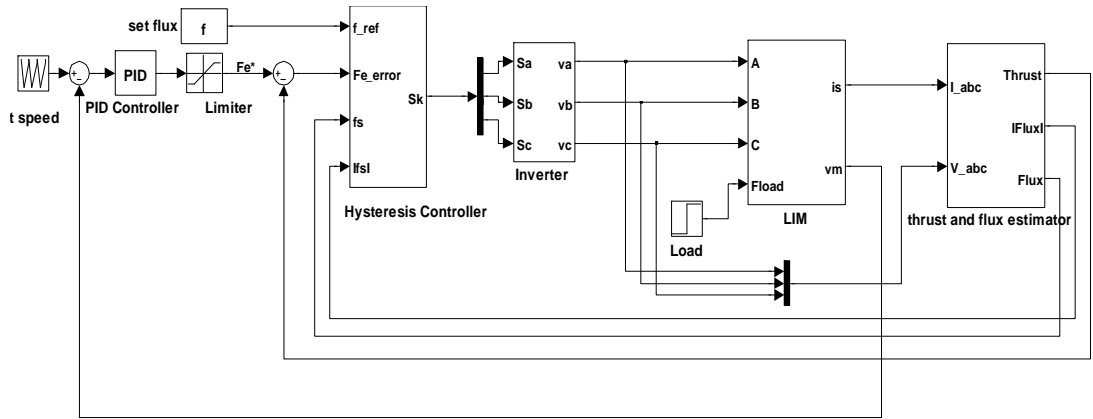 set flux
f
t speed
PID
PID Controller
Limiter
Fe*
f_ref
Fe_error
fs
IfsI
Sk
Hysteresis Controller
Sa
Sb
Sc
va
vb
vc
Inverter
A
B
C
Fload
is
vm
LIM
Load
I_abc
V_abc
Thrust
IFluxI
Flux
thrust and flux estimator